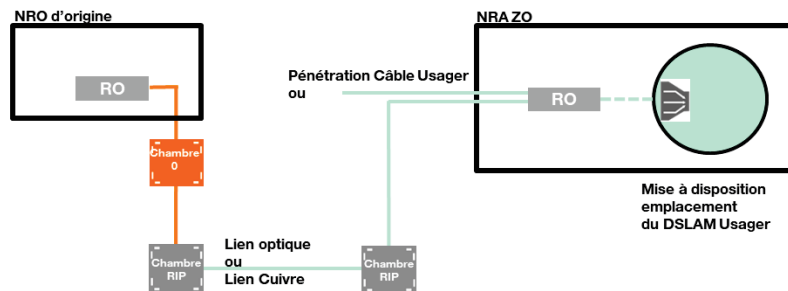 NRO d'origine
RO
Chambre
0
Chambre
RIP
Lien optique
ou
Lien Cuivre
Chambre
RIP
Pénétration Câble Usager
ou
NRA ZO
RO
Mise à disposition
emplacement
du DSLAM Usager